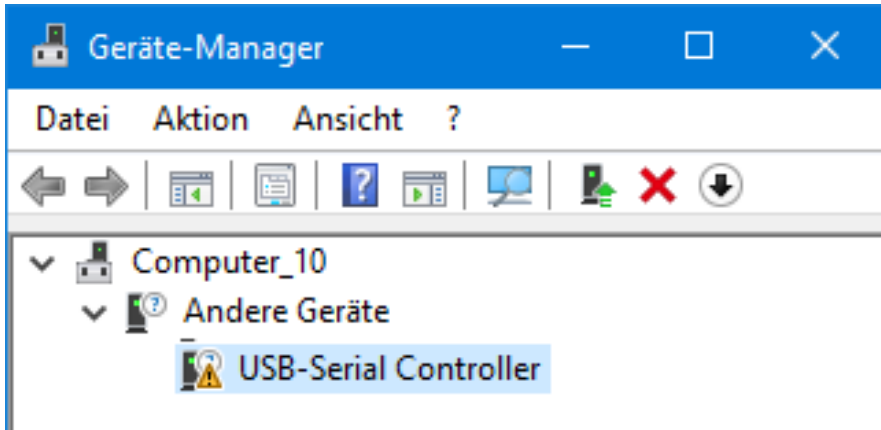 Geräte-Manager
Datei Aktion Ansicht ?
?
Computer_10
Andere Geräte
USB-Serial Controller